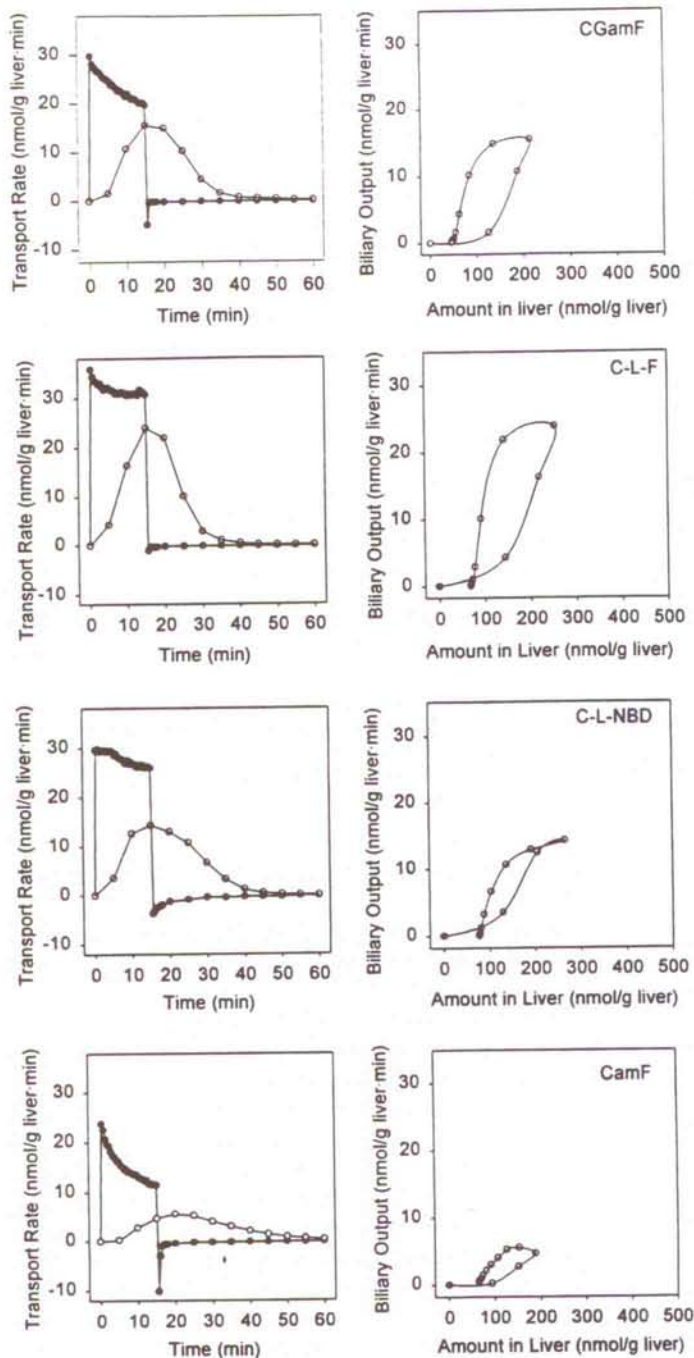 Transport Rate (nmol/g liver·min)
30
20
10
0
-10
0 10 20 30 40 50 60
Time (min)
CGamF
Biliary Output (nmol/g liver·min)
30
20
10
0
0 100 200 300 400 500
Amount in liver (nmol/g liver)
Transport Rate (nmol/g liver·min)
30
20
10
0
-10
0 10 20 30 40 50 60
Time (min)
C-L-F
Biliary Output (nmol/g liver·min)
30
20
10
0
0 100 200 300 400 500
Amount in Liver (nmol/g liver)
Transport Rate (nmol/g liver·min)
30
20
10
0
-10
0 10 20 30 40 50 60
Time (min)
C-L-NBD
Biliary Output (nmol/g liver·min)
30
20
10
0
0 100 200 300 400 500
Amount in Liver (nmol/g liver)
Transport Rate (nmol/g liver·min)
30
20
10
0
-10
0 10 20 30 40 50 60
Time (min)
CamF
Biliary Output (nmol/g liver·min)
30
20
10
0
0 100 200 300 400 500
Amount in Liver (nmol/g liver)